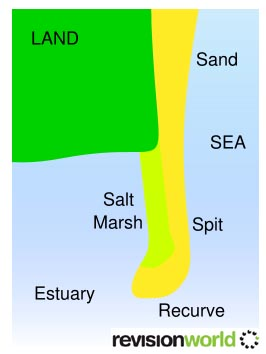 LAND
Sand
SEA
Salt
Marsh
Spit
Estuary
Recurve
revisionworld